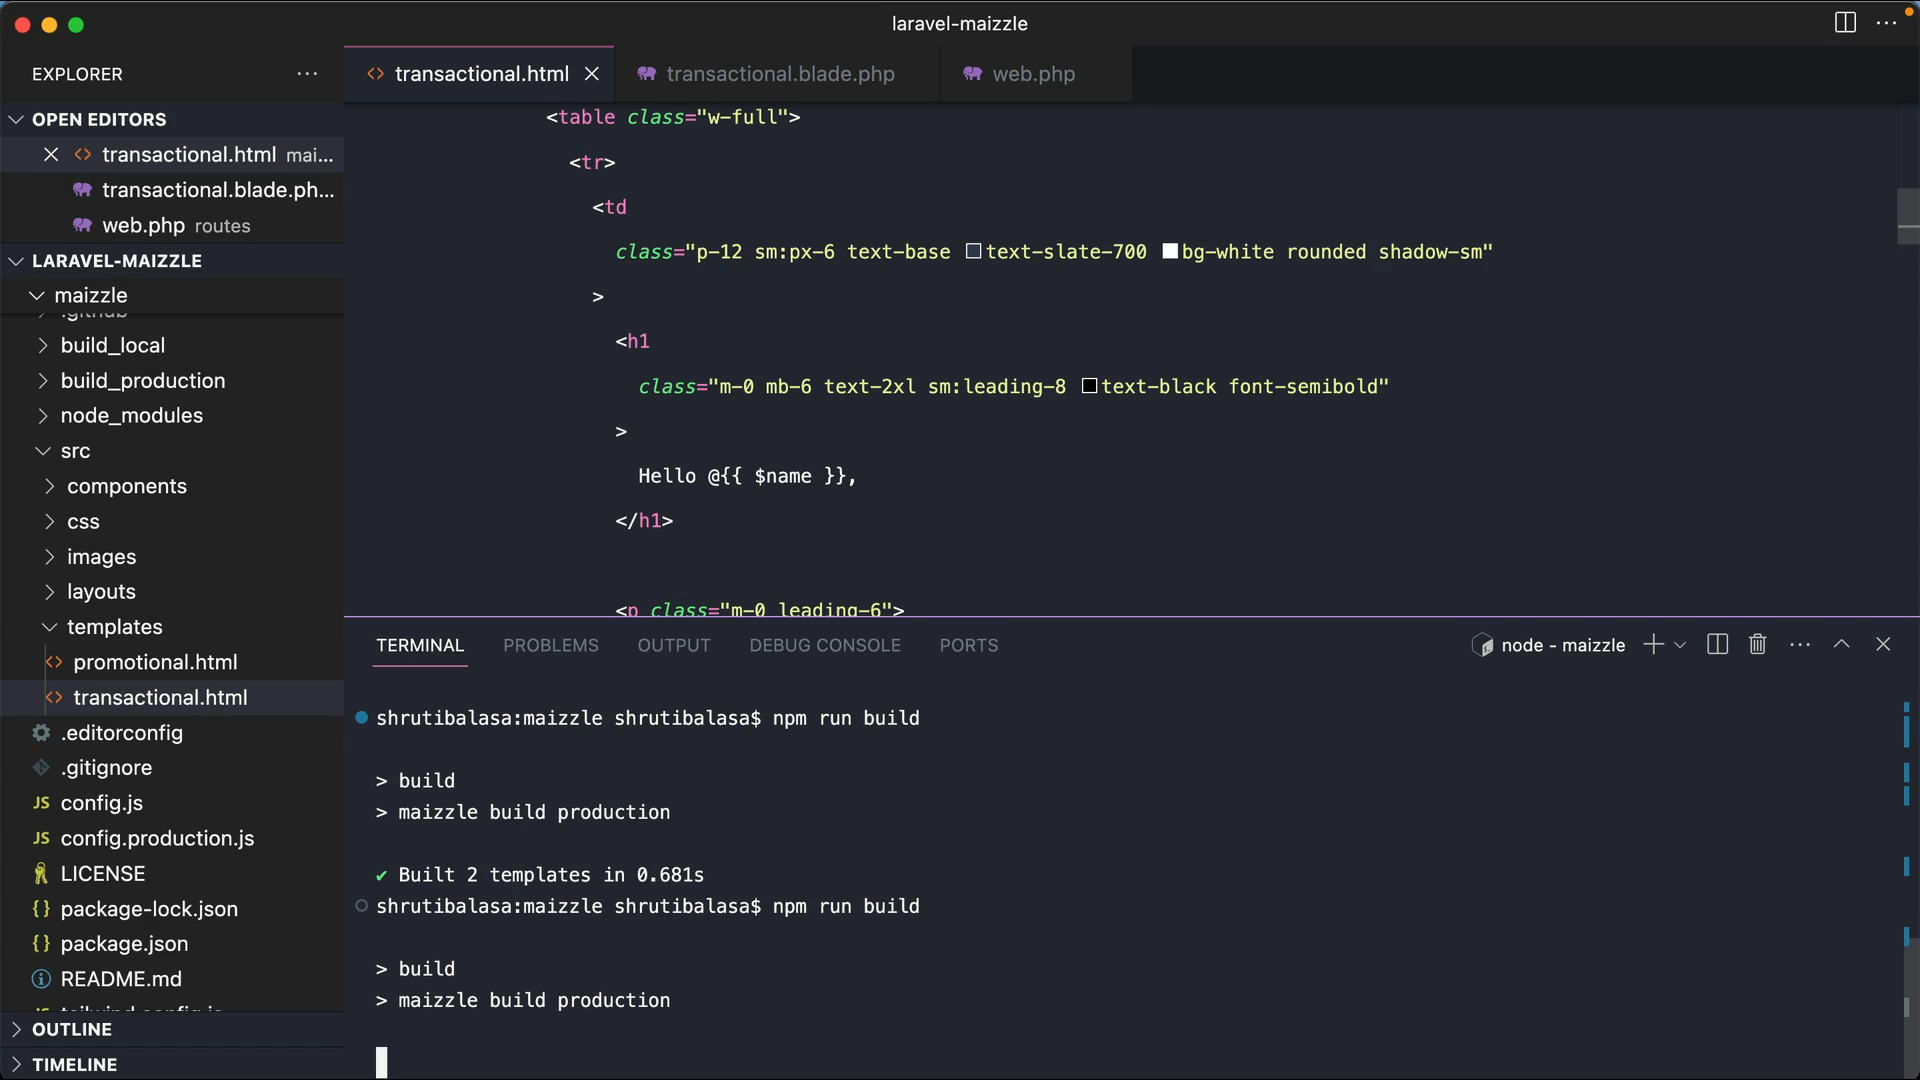 laravel-maizzle
EXPLORER
OPEN EDITORS
transactional.html mai...
transactional.blade.ph...
web.php routes
LARAVEL-MAIZZLE
maizzle
.github
build_local
build_production
node_modules
src
components
css
images
layouts
templates
promotional.html
transactional.html
.editorconfig
.gitignore
JS config.js
JS config.production.js
LICENSE
{} package-lock.json
{} package.json
README.md
OUTLINE
TIMELINE
transactional.html
transactional.blade.php
web.php
<table class="w-full">
<tr>
<td
class="p-12 sm:px-6 text-base text-slate-700 bg-white rounded shadow-sm"
>
<h1
class="m-0 mb-6 text-2xl sm:leading-8 text-black font-semibold"
>
Hello @{{ $name }},
</h1>
<p class="m-0 leading-6">
TERMINAL PROBLEMS OUTPUT DEBUG CONSOLE PORTS
node - maizzle
shrutibalasa:maizzle shrutibalasa$ npm run build
> build
> maizzle build production
✔ Built 2 templates in 0.681s
shrutibalasa:maizzle shrutibalasa$ npm run build
> build
> maizzle build production